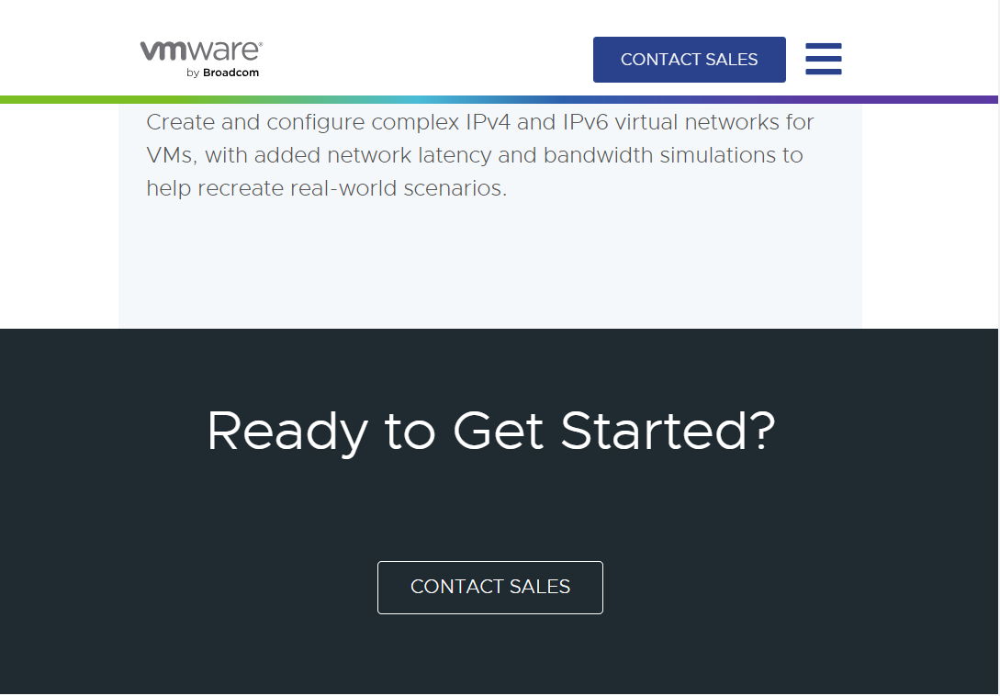 vmware®
by Broadcom
CONTACT SALES
Create and configure complex IPv4 and IPv6 virtual networks for
VMs, with added network latency and bandwidth simulations to
help recreate real-world scenarios.
Ready to Get Started?
CONTACT SALES